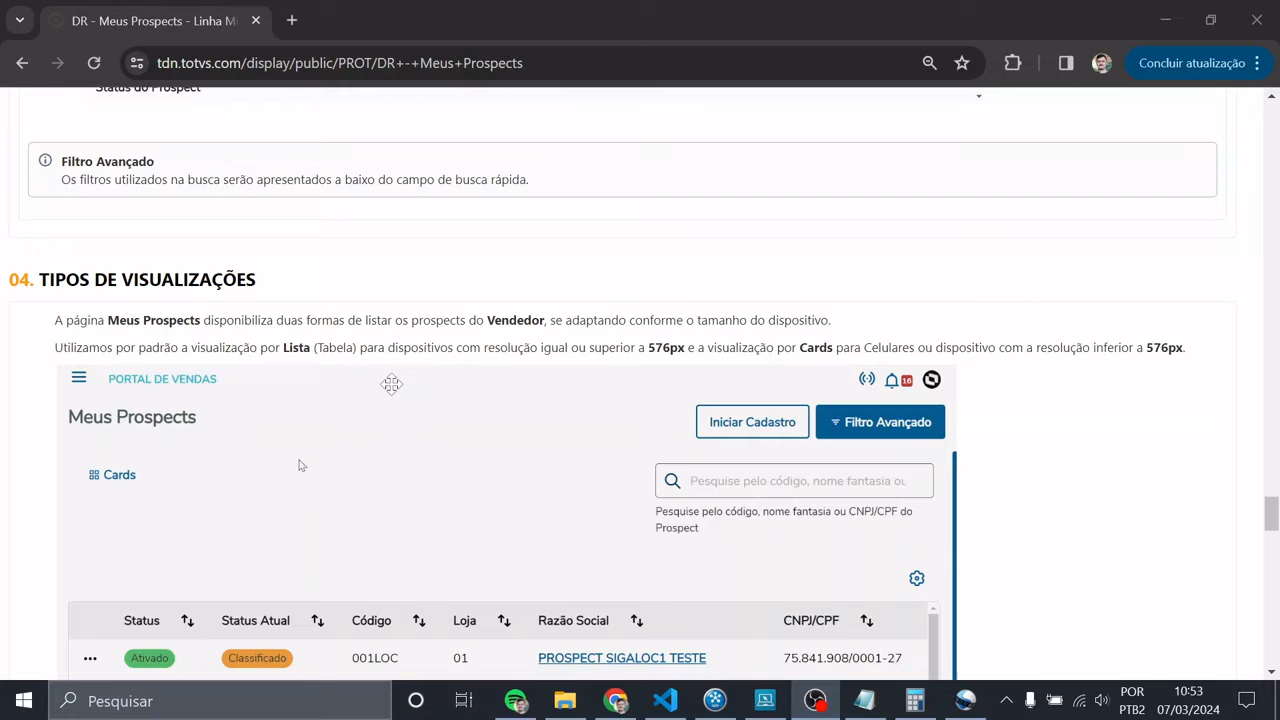 DR - Meus Prospects - Linha M
tdn.totvs.com/display/public/PROT/DR+-+Meus+Prospects
Concluir atualização
Status do Prospect
Filtro Avançado
Os filtros utilizados na busca serão apresentados a baixo do campo de busca rápida.
04. TIPOS DE VISUALIZAÇÕES
A página Meus Prospects disponibiliza duas formas de listar os prospects do Vendedor, se adaptando conforme o tamanho do dispositivo.
Utilizamos por padrão a visualização por Lista (Tabela) para dispositivos com resolução igual ou superior a 576px e a visualização por Cards para Celulares ou dispositivo com a resolução inferior a 576px.
PORTAL DE VENDAS
16
Meus Prospects
Iniciar Cadastro
Filtro Avançado
Cards
Pesquise pelo código, nome fantasia ou
Pesquise pelo código, nome fantasia ou CNPJ/CPF do
Prospect
Status Status Atual Código Loja Razão Social CNPJ/CPF
Ativado Classificado 001LOC 01 PROSPECT SIGALOC1 TESTE 75.841.908/0001-27
Pesquisar
POR
PTB2
10:53
07/03/2024